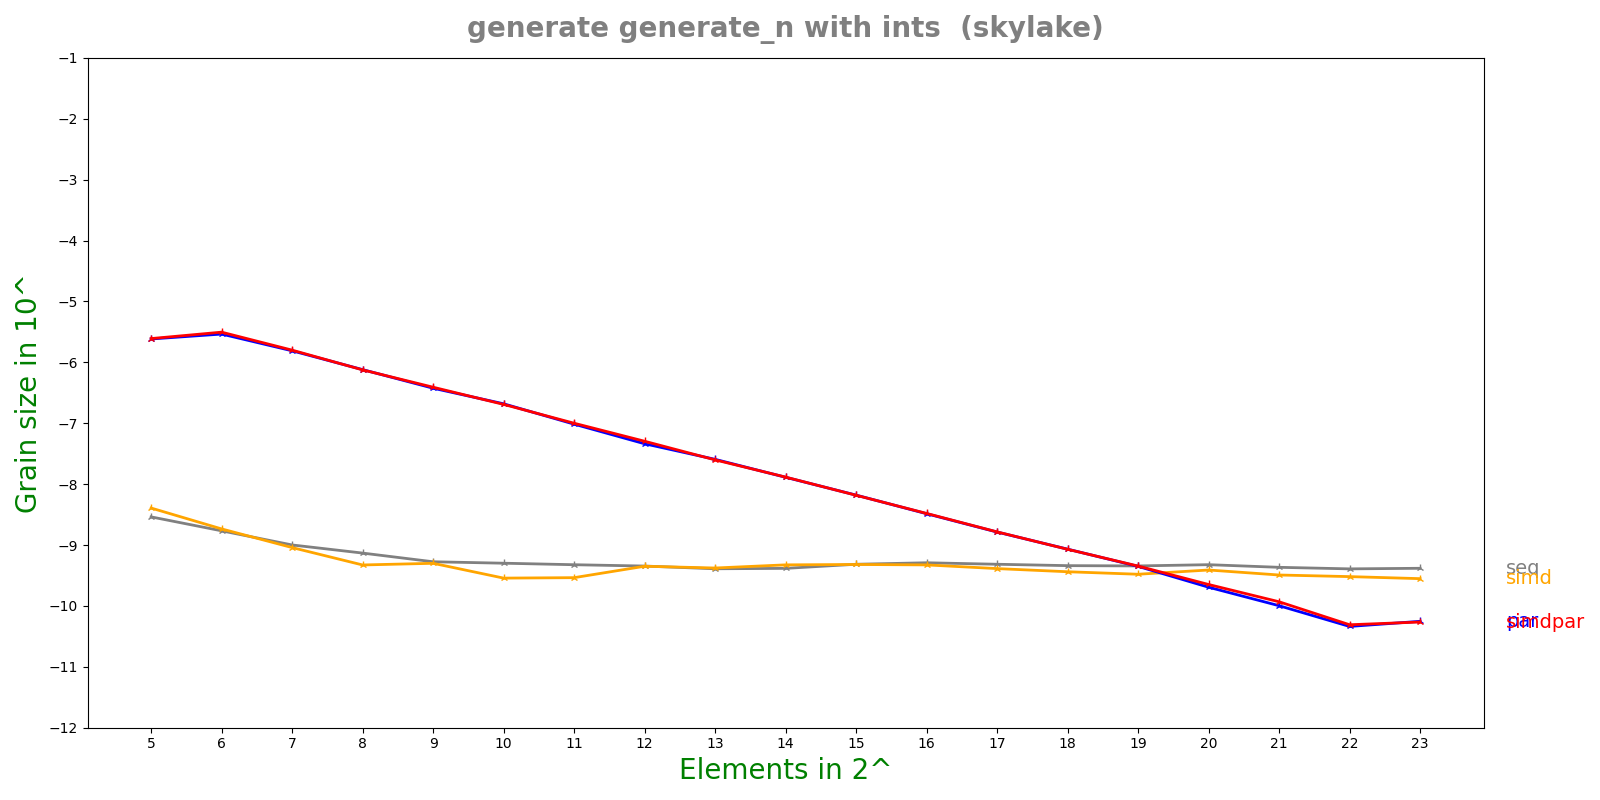 generate generate_n with ints  (skylake)
Grain size in 10^
−1
−2
−3
−4
−5
−6
−7
−8
−9
−10
−11
−12
seq
simd
par
simdpar
5 6 7 8 9 10 11 12 13 14 15 16 17 18 19 20 21 22 23
Elements in 2^